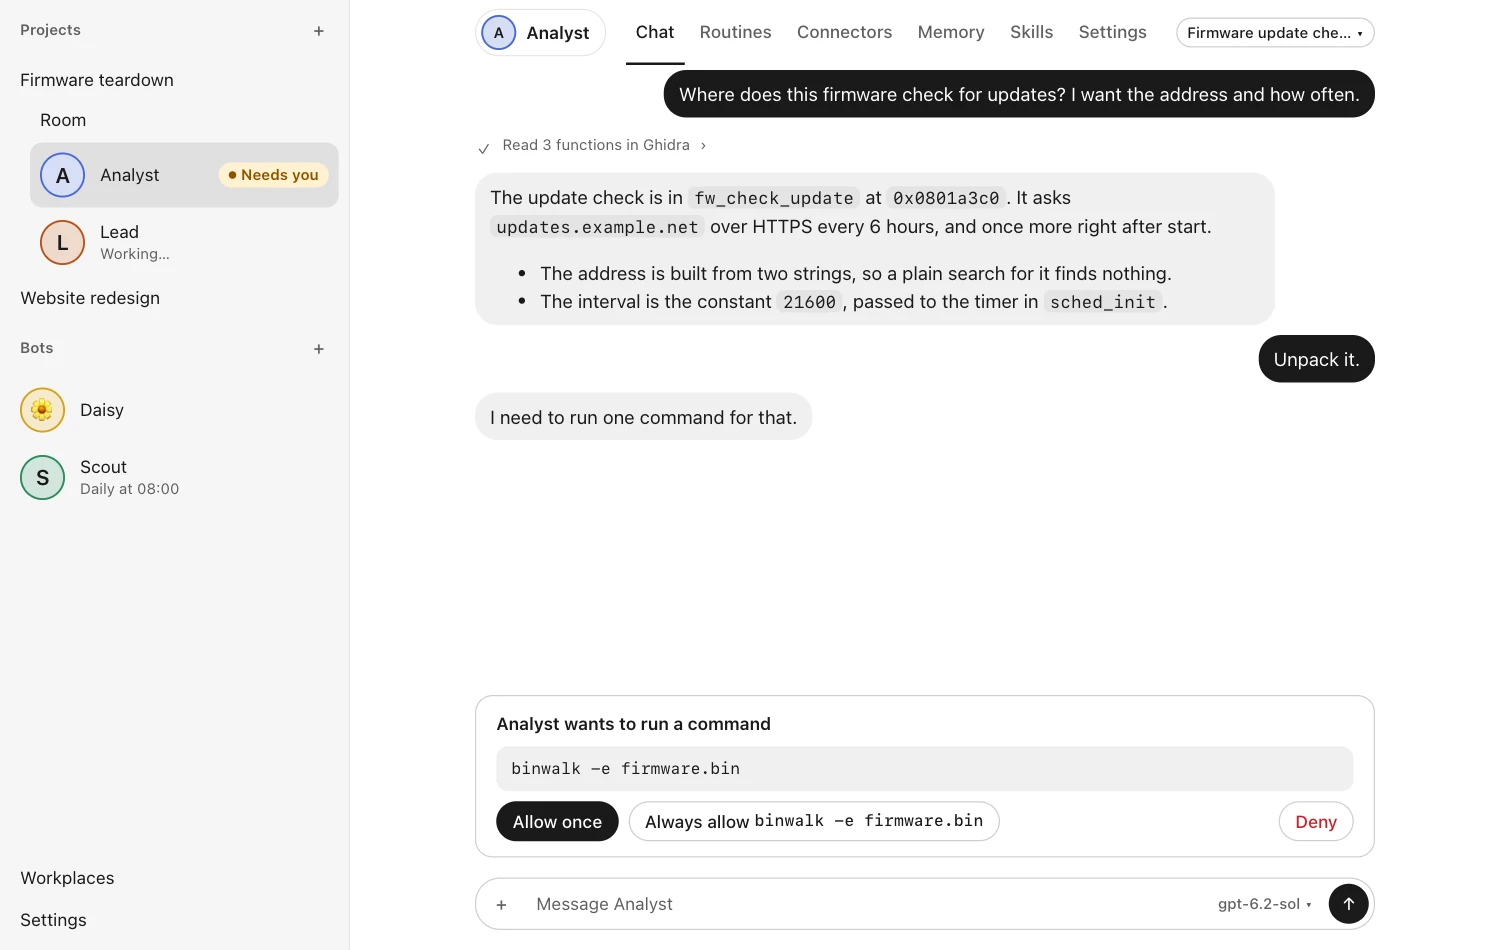 Projects
+
Firmware teardown
Room
A
Analyst
Needs you
L
Lead
Working...
Website redesign
Bots
+
Daisy
S
Scout
Daily at 08:00
Workplaces
Settings
A
Analyst
Chat
Routines
Connectors
Memory
Skills
Settings
Firmware update che...
Where does this firmware check for updates? I want the address and how often.
Read 3 functions in Ghidra ›
The update check is in fw_check_update at 0x0801a3c0. It asks
updates.example.net over HTTPS every 6 hours, and once more right after start.
• The address is built from two strings, so a plain search for it finds nothing.
• The interval is the constant 21600, passed to the timer in sched_init.
Unpack it.
I need to run one command for that.
Analyst wants to run a command
binwalk -e firmware.bin
Allow once
Always allow binwalk -e firmware.bin
Deny
+
Message Analyst
gpt-6.2-sol